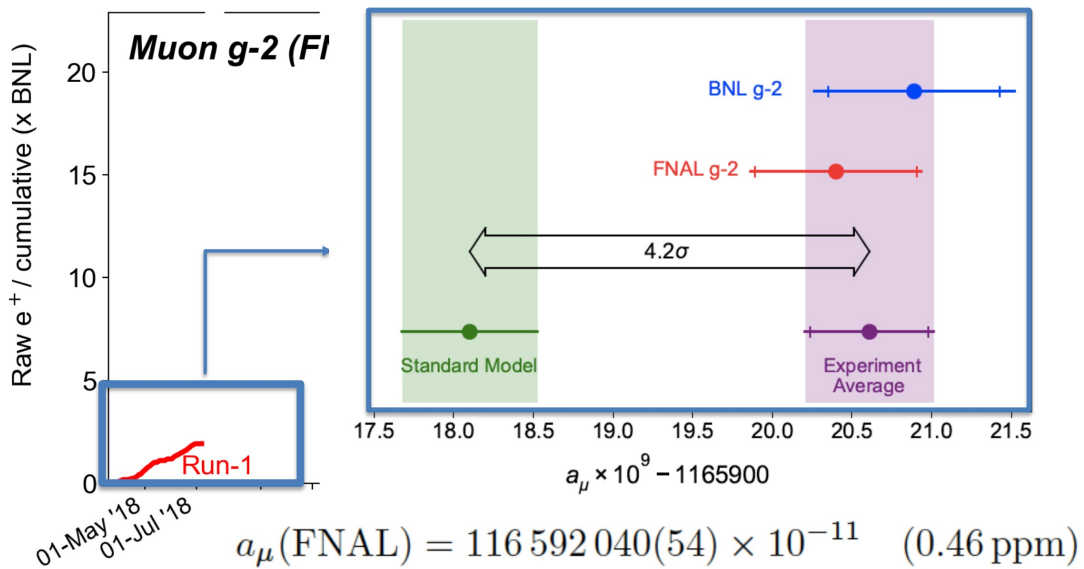 Muon g-2 (F
Raw e⁺ / cumulative (x BNL)
20
15
10
5
0
01-May '18
01-Jul '18
Run-1
BNL g-2
FNAL g-2
4.2σ
Standard Model
Experiment
Average
17.5 18.0 18.5 19.0 19.5 20.0 20.5 21.0 21.5
aμ × 10⁹ − 1165900
aμ(FNAL) = 116 592 040(54) × 10⁻¹¹ (0.46 ppm)